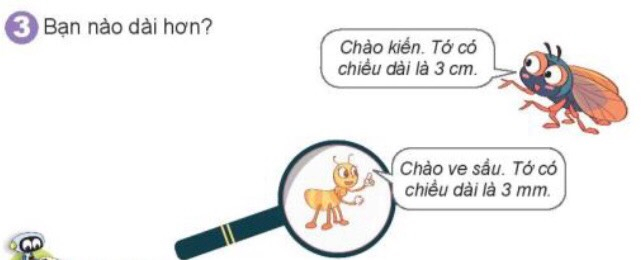 3 Bạn nào dài hơn?
Chào kiến. Tớ có
chiều dài là 3 cm.
Chào ve sầu. Tớ có
chiều dài là 3 mm.